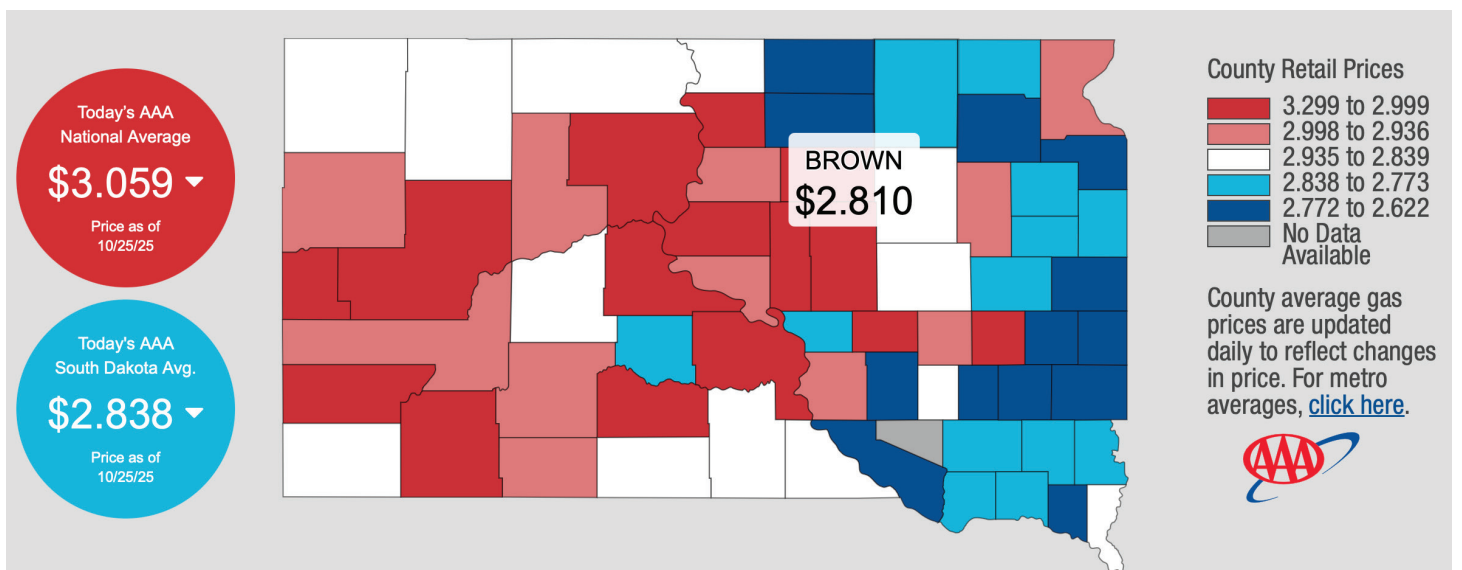 Today's AAA
National Average
$3.059
Price as of
10/25/25
Today's AAA
South Dakota Avg.
$2.838
Price as of
10/25/25
BROWN
$2.810
County Retail Prices
3.299 to 2.999
2.998 to 2.936
2.935 to 2.839
2.838 to 2.773
2.772 to 2.622
No Data
Available
County average gas
prices are updated
daily to reflect changes
in price. For metro
averages, click here.
AAA